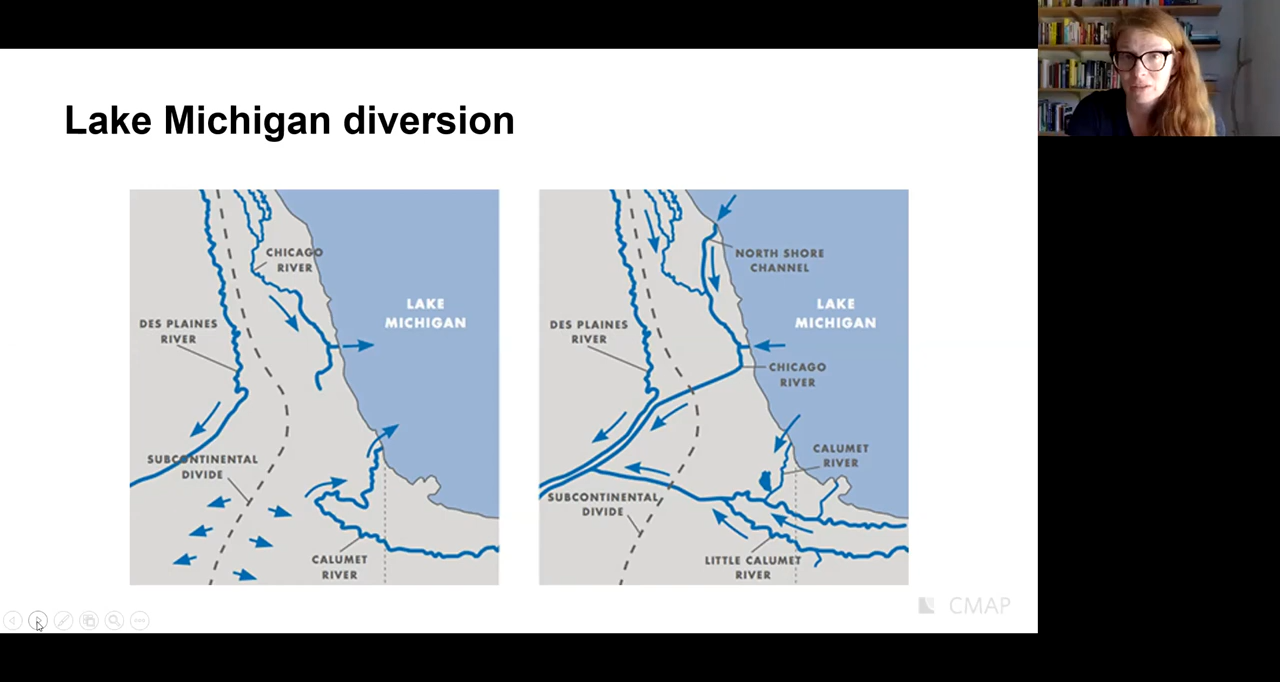 Lake Michigan diversion
CHICAGO
RIVER
LAKE
MICHIGAN
DES PLAINES
RIVER
SUBCONTINENTAL
DIVIDE
CALUMET
RIVER
NORTH SHORE
CHANNEL
LAKE
MICHIGAN
DES PLAINES
RIVER
CHICAGO
RIVER
CALUMET
RIVER
SUBCONTINENTAL
DIVIDE
LITTLE CALUMET
RIVER
CMAP